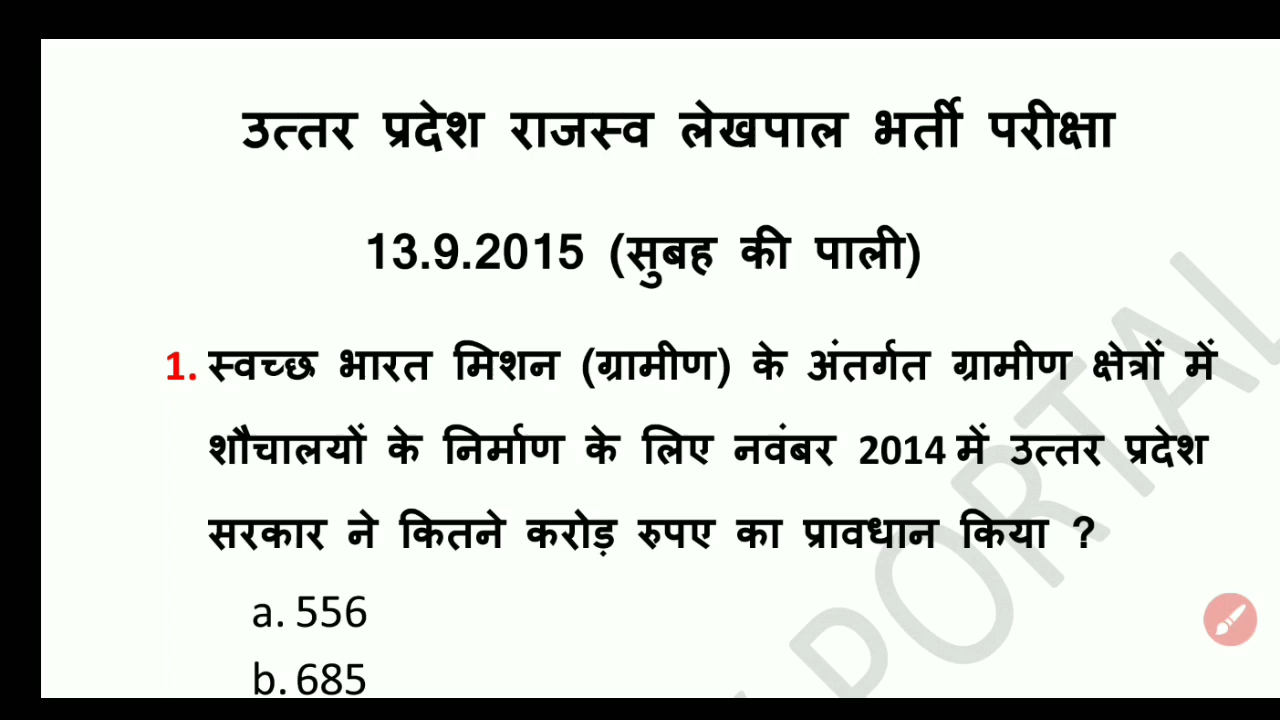 उत्तर प्रदेश राजस्व लेखपाल भर्ती परीक्षा
13.9.2015 (सुबह की पाली)
1. स्वच्छ भारत मिशन (ग्रामीण) के अंतर्गत ग्रामीण क्षेत्रों में
शौचालयों के निर्माण के लिए नवंबर 2014 में उत्तर प्रदेश
सरकार ने कितने करोड़ रुपए का प्रावधान किया ?
a. 556
b. 685
PORTAL